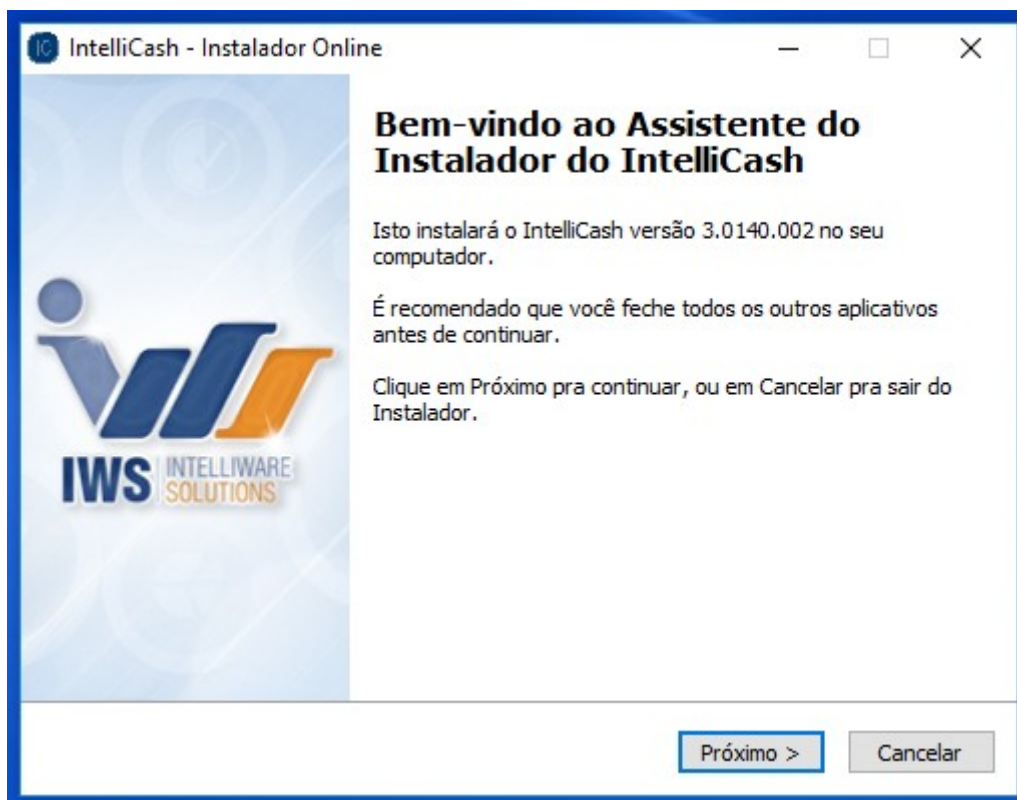 IC IntelliCash - Instalador Online
Bem-vindo ao Assistente do
Instalador do IntelliCash
Isto instalará o IntelliCash versão 3.0140.002 no seu
computador.
É recomendado que você feche todos os outros aplicativos
antes de continuar.
Clique em Próximo pra continuar, ou em Cancelar pra sair do
Instalador.
IWS INTELLIWARE
SOLUTIONS
Próximo > Cancelar